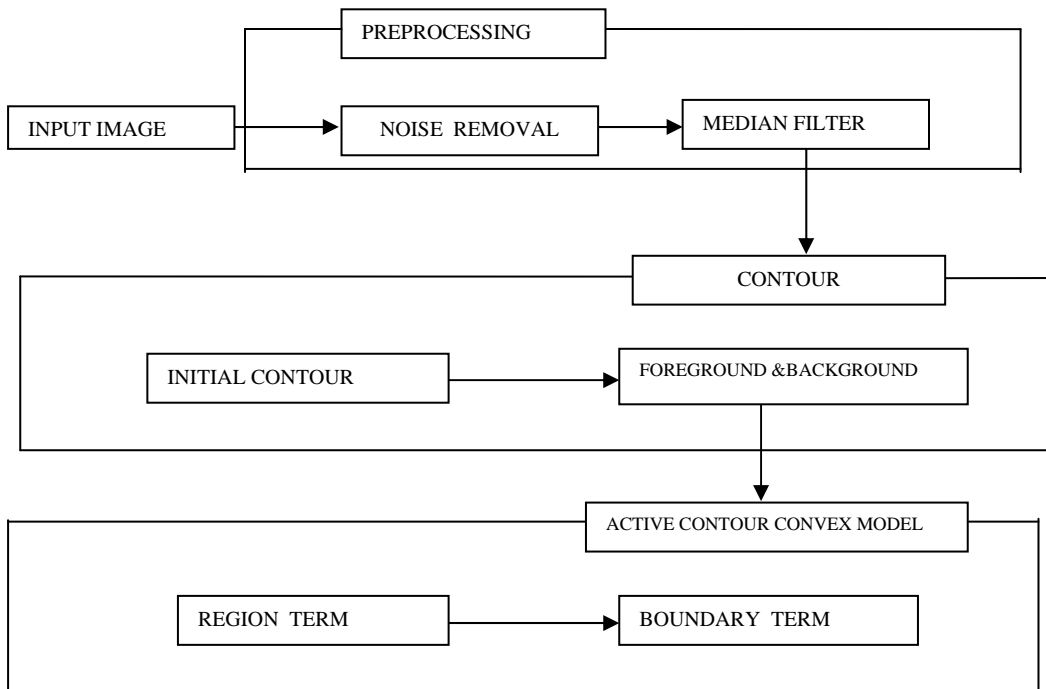 PREPROCESSING
INPUT IMAGE
NOISE REMOVAL
MEDIAN FILTER
CONTOUR
INITIAL CONTOUR
FOREGROUND &BACKGROUND
ACTIVE CONTOUR CONVEX MODEL
REGION TERM
BOUNDARY TERM